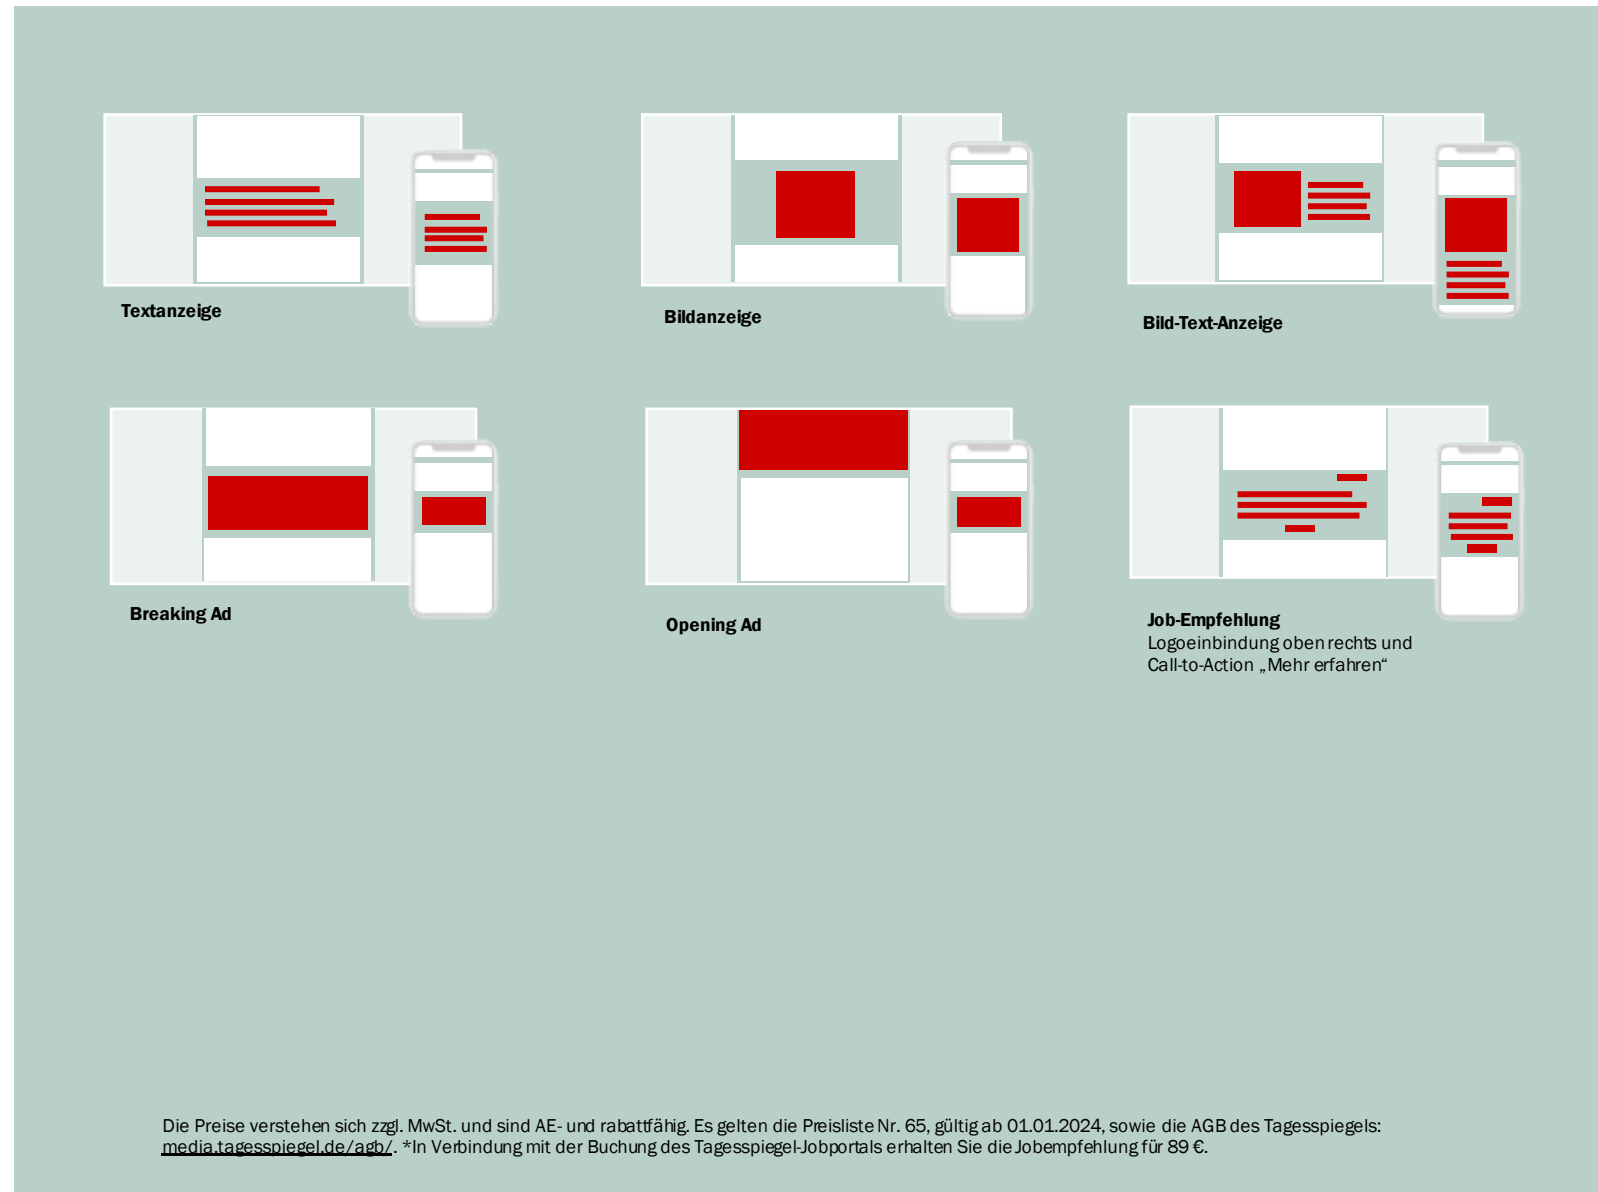 Textanzeige
Bildanzeige
Bild-Text-Anzeige
Breaking Ad
Opening Ad
Job-Empfehlung
Logoeinbindung oben rechts und
Call-to-Action „Mehr erfahren“
Die Preise verstehen sich zzgl. MwSt. und sind AE- und rabattfähig. Es gelten die Preisliste Nr. 65, gültig ab 01.01.2024, sowie die AGB des Tagesspiegels:
media.tagesspiegel.de/agb/. *In Verbindung mit der Buchung des Tagesspiegel-Jobportals erhalten Sie die Jobempfehlung für 89 €.